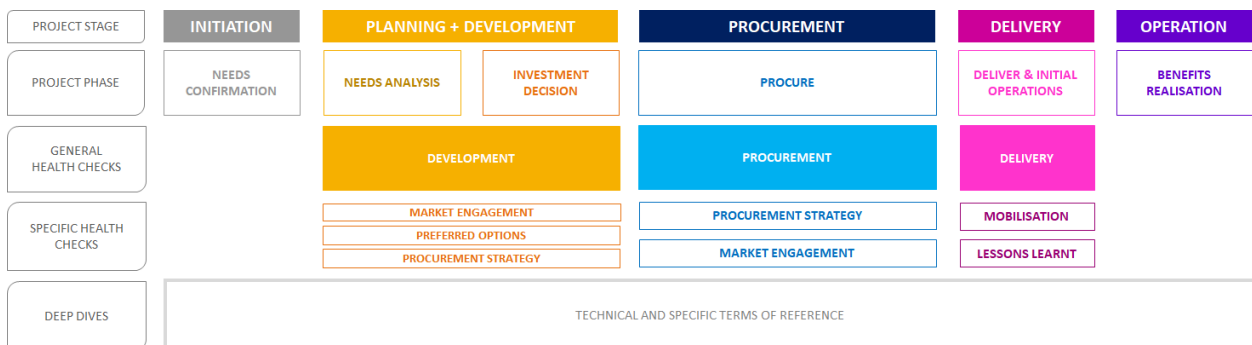 PROJECT STAGE
INITIATION
PLANNING + DEVELOPMENT
PROCUREMENT
DELIVERY
OPERATION
PROJECT PHASE
NEEDS
CONFIRMATION
NEEDS ANALYSIS
INVESTMENT
DECISION
PROCURE
DELIVER & INITIAL
OPERATIONS
BENEFITS
REALISATION
GENERAL
HEALTH CHECKS
DEVELOPMENT
PROCUREMENT
DELIVERY
SPECIFIC HEALTH
CHECKS
MARKET ENGAGEMENT
PREFERRED OPTIONS
PROCUREMENT STRATEGY
PROCUREMENT STRATEGY
MARKET ENGAGEMENT
MOBILISATION
LESSONS LEARNT
DEEP DIVES
TECHNICAL AND SPECIFIC TERMS OF REFERENCE